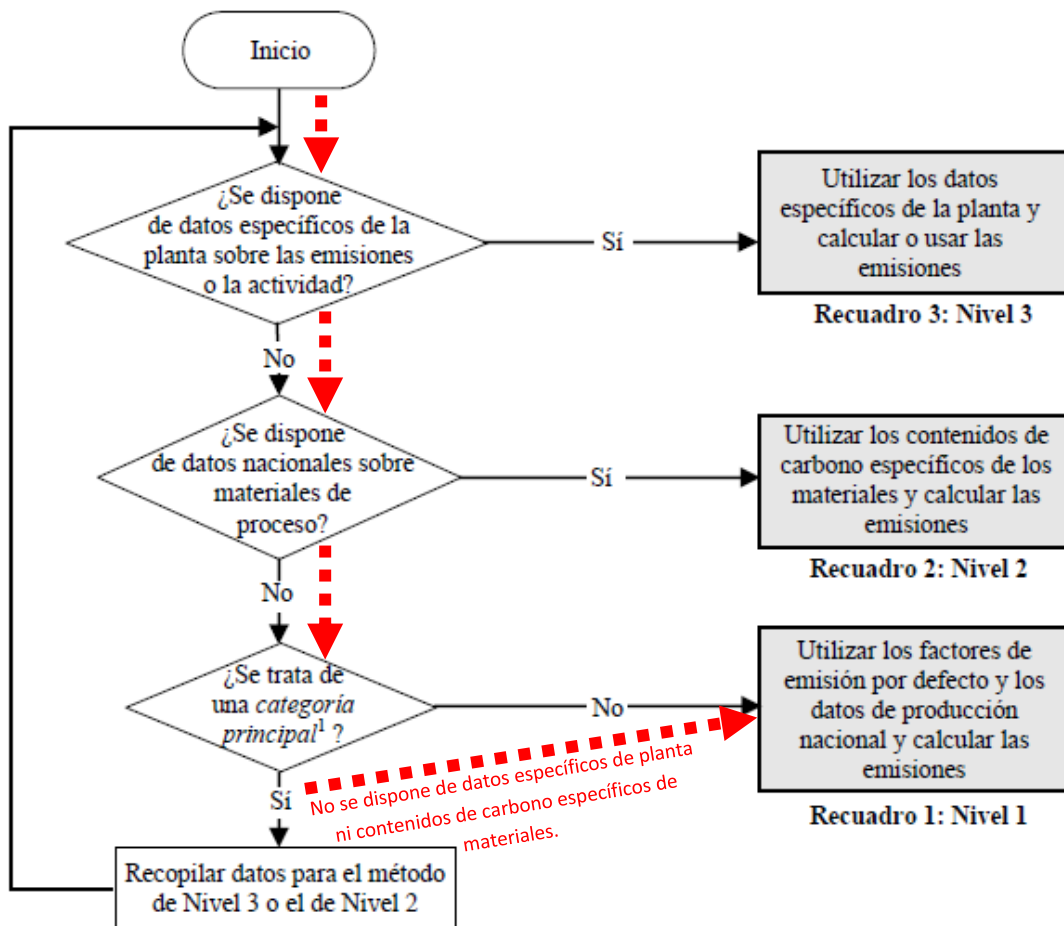 Inicio
¿Se dispone
de datos específicos de la
planta sobre las emisiones
o la actividad?
Sí
Utilizar los datos
específicos de la planta y
calcular o usar las
emisiones
Recuadro 3: Nivel 3
No
¿Se dispone
de datos nacionales sobre
materiales de
proceso?
Sí
Utilizar los contenidos de
carbono específicos de los
materiales y calcular las
emisiones
Recuadro 2: Nivel 2
No
¿Se trata de
una categoría
principal¹ ?
No
Utilizar los factores de
emisión por defecto y los
datos de producción
nacional y calcular las
emisiones
Recuadro 1: Nivel 1
Sí
No se dispone de datos específicos de planta
ni contenidos de carbono específicos de
materiales.
Recopilar datos para el método
de Nivel 3 o el de Nivel 2